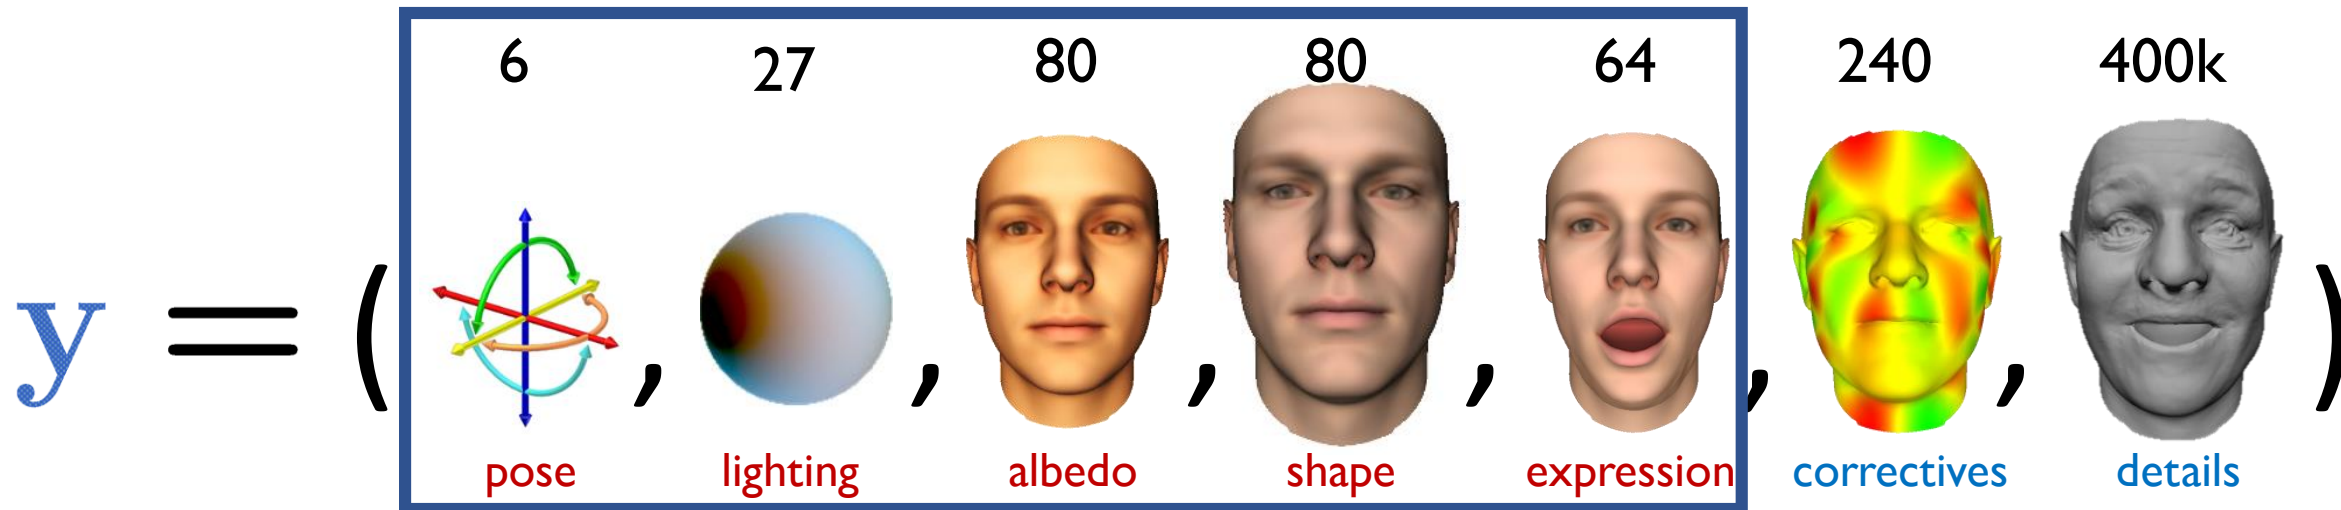 6 27 80 80 64 240 400k
y = ( , , , , , , )
pose lighting albedo shape expression correctives details